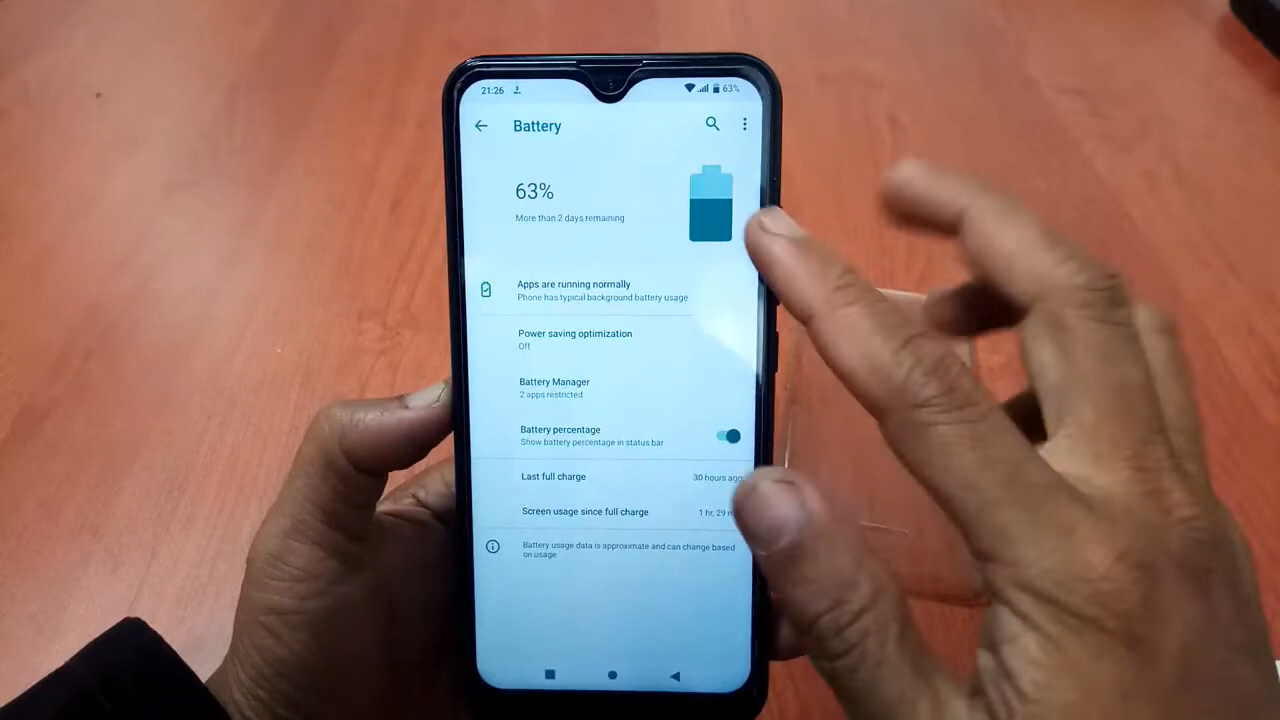 21:26 63%
Battery
63%
More than 2 days remaining
Apps are running normally
Phone has typical background battery usage
Power saving optimization
Off
Battery Manager
2 apps restricted
Battery percentage
Show battery percentage in status bar
Last full charge 30 hours ago
Screen usage since full charge 1 hr, 29
Battery usage data is approximate and can change based
on usage